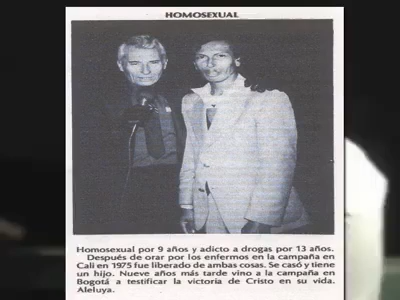 HOMOSEXUAL
Homosexual por 9 años y adicto a drogas por 13 años.
Después de orar por los enfermos en la campaña en
Cali en 1975 fue liberado de ambas cosas. Se casó y tiene
un hijo. Nueve años más tarde vino a la campaña en
Bogotá a testificar la victoria de Cristo en su vida.
Aleluya.